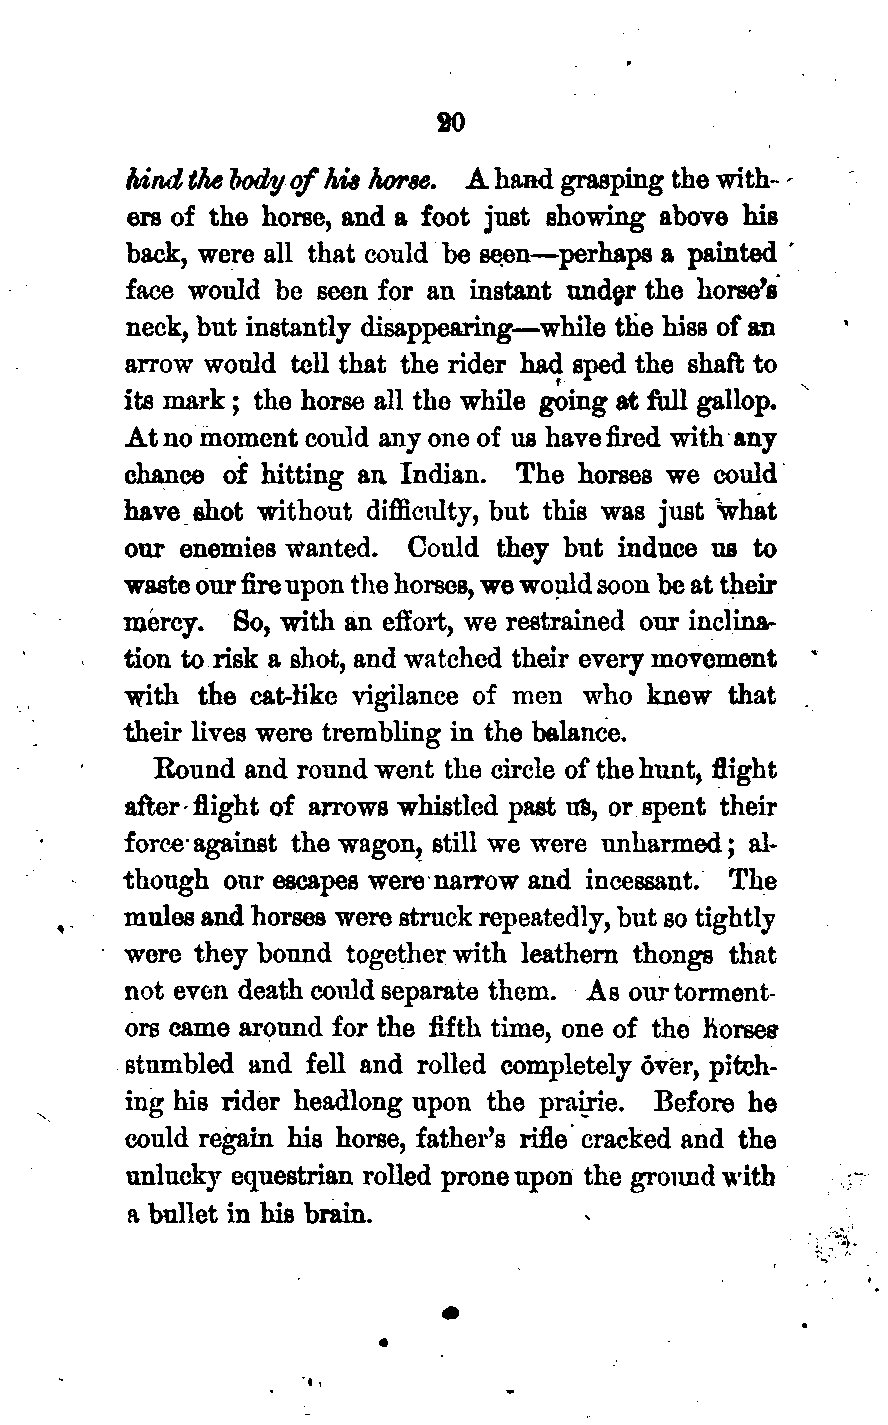 20
hind the body of his horse. A hand grasping the with-
ers of the horse, and a foot just showing above his
back, were all that could be seen—perhaps a painted
face would be seen for an instant under the horse's
neck, but instantly disappearing—while the hiss of an
arrow would tell that the rider had sped the shaft to
its mark; the horse all the while going at full gallop.
At no moment could any one of us have fired with any
chance of hitting an Indian. The horses we could
have shot without difficulty, but this was just what
our enemies wanted. Could they but induce us to
waste our fire upon the horses, we would soon be at their
mercy. So, with an effort, we restrained our inclina-
tion to risk a shot, and watched their every movement
with the cat-like vigilance of men who knew that
their lives were trembling in the balance.
Round and round went the circle of the hunt, flight
after flight of arrows whistled past us, or spent their
force against the wagon, still we were unharmed; al-
though our escapes were narrow and incessant. The
mules and horses were struck repeatedly, but so tightly
were they bound together with leathern thongs that
not even death could separate them. As our torment-
ors came around for the fifth time, one of the horses
stumbled and fell and rolled completely over, pitch-
ing his rider headlong upon the prairie. Before he
could regain his horse, father's rifle cracked and the
unlucky equestrian rolled prone upon the ground with
a bullet in his brain.